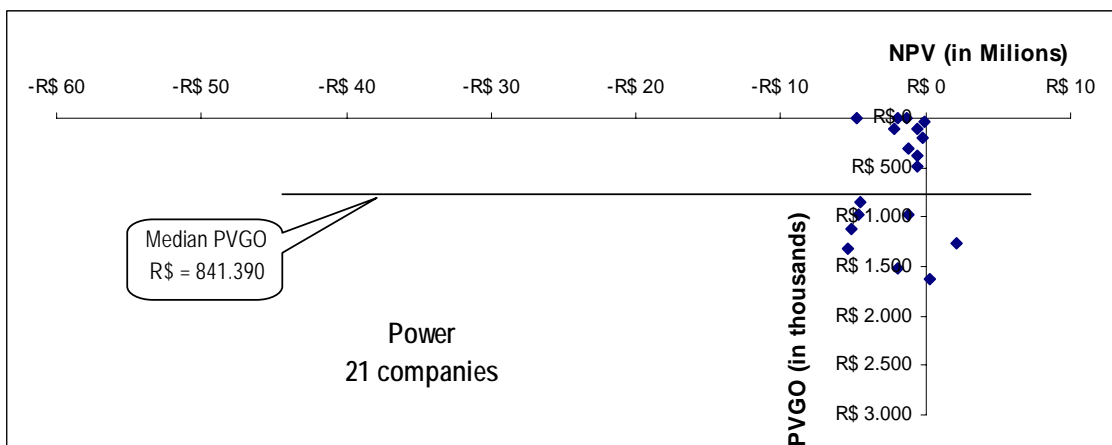 NPV (in Milions)
-R$ 60 -R$ 50 -R$ 40 -R$ 30 -R$ 20 -R$ 10 R$ 0 R$ 10
R$ 0
R$ 500
R$ 1.000
R$ 1.500
R$ 2.000
R$ 2.500
R$ 3.000
PVGO (in thousands)
Median PVGO
R$ = 841.390
Power
21 companies